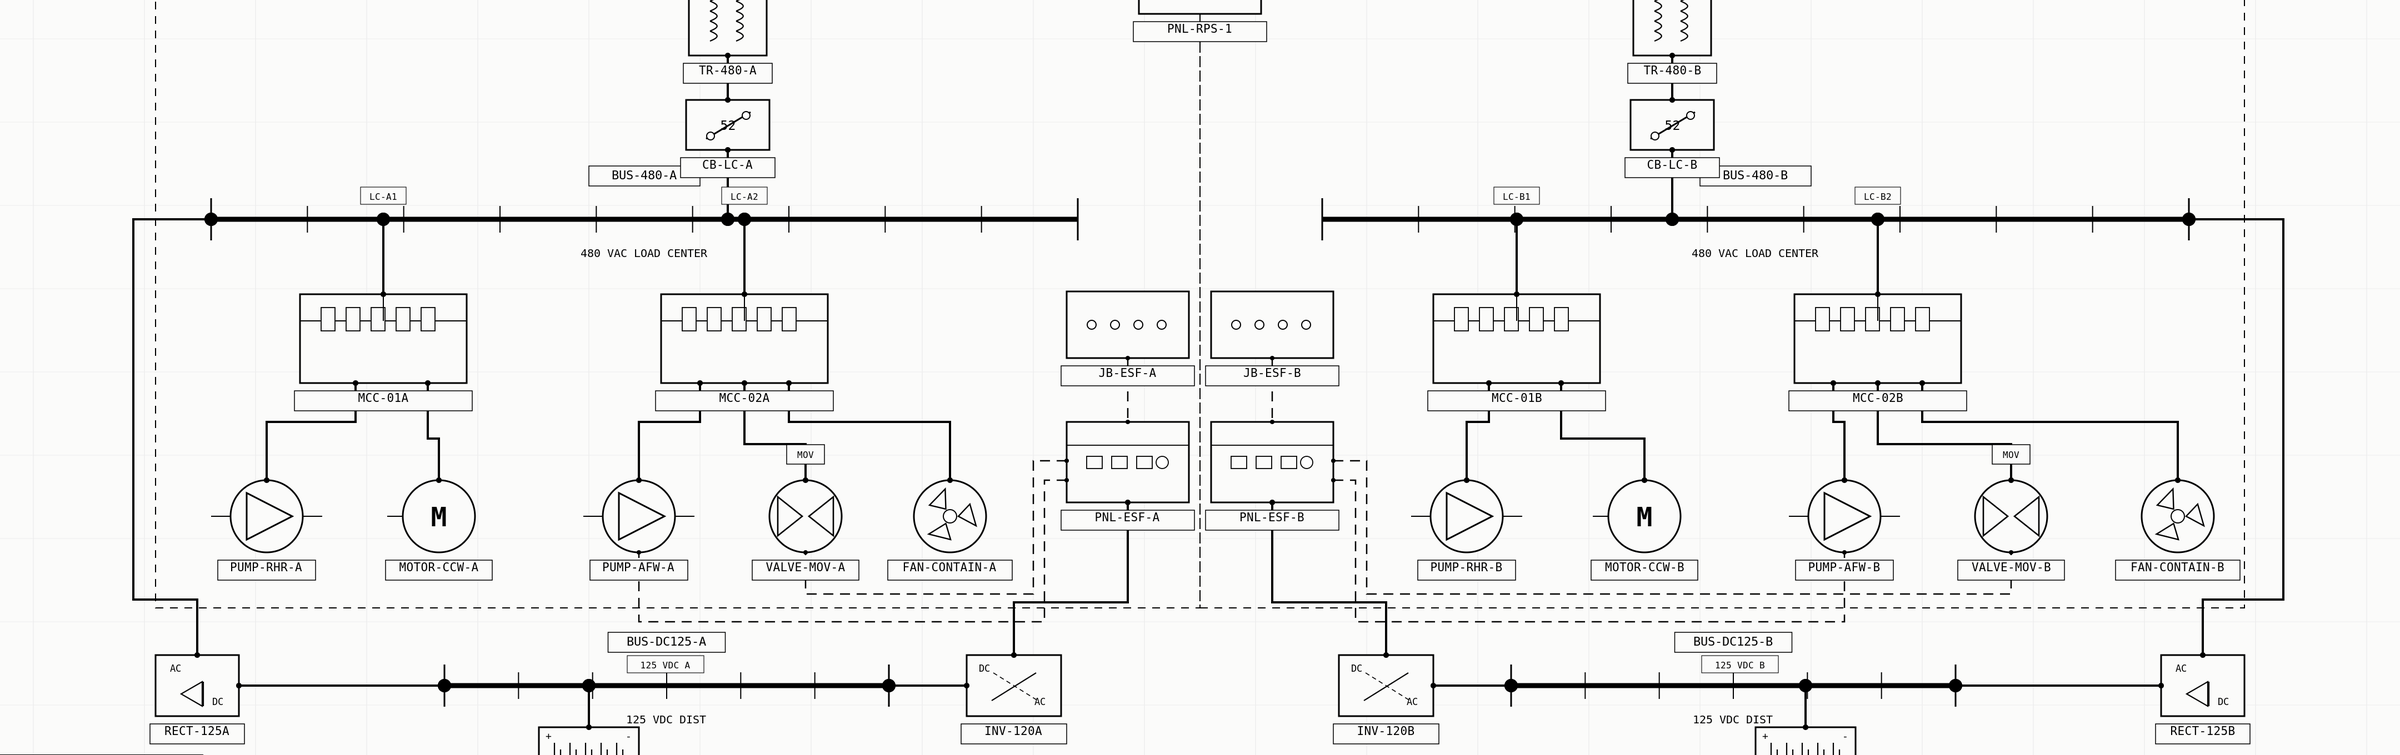 PNL-RPS-1
TR-480-A
TR-480-B
52
52
CB-LC-A
CB-LC-B
BUS-480-A
BUS-480-B
LC-A1
LC-A2
LC-B1
LC-B2
480 VAC LOAD CENTER
480 VAC LOAD CENTER
JB-ESF-A
JB-ESF-B
MCC-01A
MCC-02A
MCC-01B
MCC-02B
MOV
MOV
M
M
PNL-ESF-A
PNL-ESF-B
PUMP-RHR-A
MOTOR-CCW-A
PUMP-AFW-A
VALVE-MOV-A
FAN-CONTAIN-A
PUMP-RHR-B
MOTOR-CCW-B
PUMP-AFW-B
VALVE-MOV-B
FAN-CONTAIN-B
BUS-DC125-A
BUS-DC125-B
125 VDC A
125 VDC B
AC
DC
DC
AC
DC
AC
AC
DC
125 VDC DIST
125 VDC DIST
RECT-125A
INV-120A
INV-120B
RECT-125B
+ -
+ -